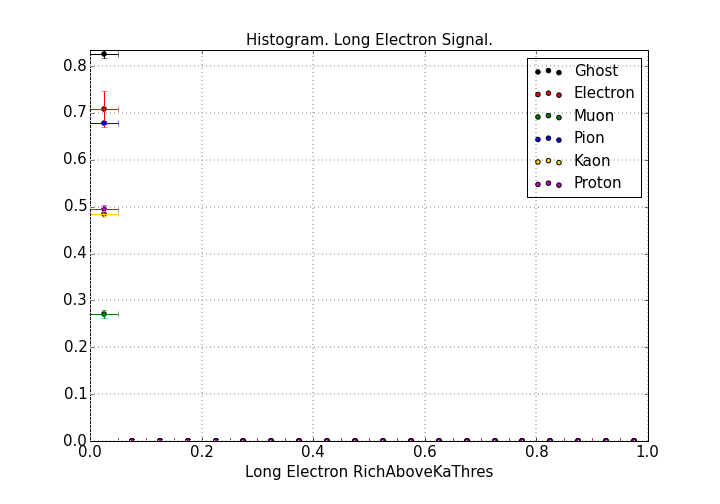 Histogram. Long Electron Signal.
0.8
0.7
0.6
0.5
0.4
0.3
0.2
0.1
0.0
Ghost
Electron
Muon
Pion
Kaon
Proton
0.0 0.2 0.4 0.6 0.8 1.0
Long Electron RichAboveKaThres